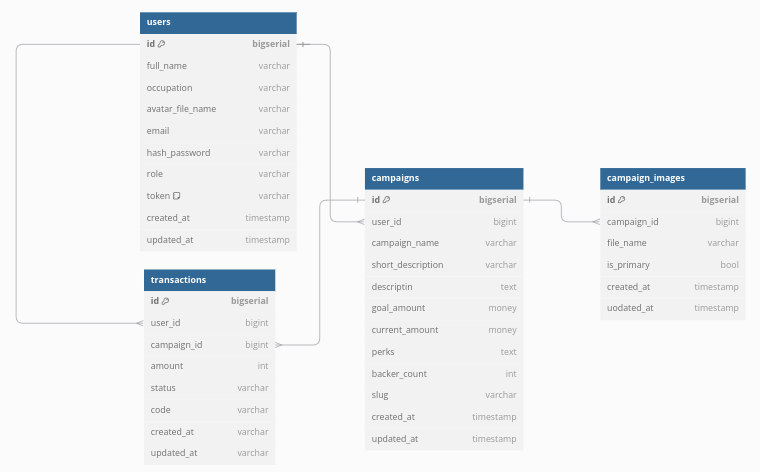 users
id bigserial
full_name varchar
occupation varchar
avatar_file_name varchar
email varchar
hash_password varchar
role varchar
token varchar
created_at timestamp
updated_at timestamp
transactions
id bigserial
user_id bigint
campaign_id bigint
amount int
status varchar
code varchar
created_at varchar
updated_at varchar
campaigns
id bigserial
user_id bigint
campaign_name varchar
short_description varchar
descriptin text
goal_amount money
current_amount money
perks text
backer_count int
slug varchar
created_at timestamp
updated_at timestamp
campaign_images
id bigserial
campaign_id bigint
file_name varchar
is_primary bool
created_at timestamp
uodated_at timestamp